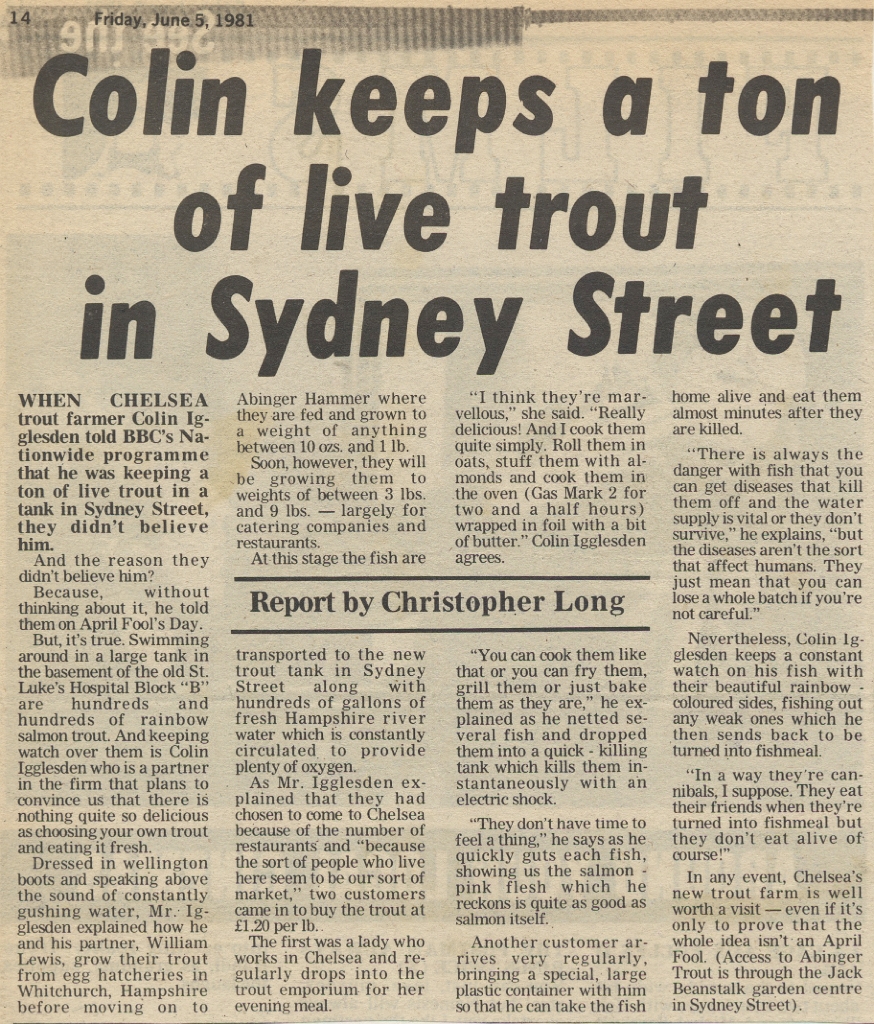 14
Friday, June 5, 1981
Colin keeps a ton
of live trout
in Sydney Street
WHEN CHELSEA
trout farmer Colin Ig-
glesden told BBC's Na-
tionwide programme
that he was keeping a
ton of live trout in a
tank in Sydney Street,
they didn't believe
him.
And the reason they
didn't believe him?
Because, without
thinking about it, he told
them on April Fool's Day.
But, it's true. Swimming
around in a large tank in
the basement of the old St.
Luke's Hospital Block "B"
are hundreds and
hundreds of rainbow
salmon trout. And keeping
watch over them is Colin
Igglesden who is a partner
in the firm that plans to
convince us that there is
nothing quite so delicious
as choosing your own trout
and eating it fresh.
Dressed in wellington
boots and speaking above
the sound of constantly
gushing water, Mr. Ig-
glesden explained how he
and his partner, William
Lewis, grow their trout
from egg hatcheries in
Whitchurch, Hampshire
before moving on to
Abinger Hammer where
they are fed and grown to
a weight of anything
between 10 ozs. and 1 lb.
Soon, however, they will
be growing them to
weights of between 3 lbs.
and 9 lbs. — largely for
catering companies and
restaurants.
At this stage the fish are
Report by Christopher Long
transported to the new
trout tank in Sydney
Street along with
hundreds of gallons of
fresh Hampshire river
water which is constantly
circulated to provide
plenty of oxygen.
As Mr. Igglesden ex-
plained that they had
chosen to come to Chelsea
because of the number of
restaurants and "because
the sort of people who live
here seem to be our sort of
market," two customers
came in to buy the trout at
£1.20 per lb.
The first was a lady who
works in Chelsea and re-
gularly drops into the
trout emporium for her
evening meal.
"I think they're mar-
vellous," she said. "Really
delicious! And I cook them
quite simply. Roll them in
oats, stuff them with al-
monds and cook them in
the oven (Gas Mark 2 for
two and a half hours)
wrapped in foil with a bit
of butter." Colin Igglesden
agrees.
"You can cook them like
that or you can fry them,
grill them or just bake
them as they are," he ex-
plained as he netted se-
veral fish and dropped
them into a quick - killing
tank which kills them in-
stantaneously with an
electric shock.
"They don't have time to
feel a thing," he says as he
quickly guts each fish,
showing us the salmon -
pink flesh which he
reckons is quite as good as
salmon itself.
Another customer ar-
rives very regularly,
bringing a special, large
plastic container with him
so that he can take the fish
home alive and eat them
almost minutes after they
are killed.
"There is always the
danger with fish that you
can get diseases that kill
them off and the water
supply is vital or they don't
survive," he explains, "but
the diseases aren't the sort
that affect humans. They
just mean that you can
lose a whole batch if you're
not careful."
Nevertheless, Colin Ig-
glesden keeps a constant
watch on his fish with
their beautiful rainbow -
coloured sides, fishing out
any weak ones which he
then sends back to be
turned into fishmeal.
"In a way they're can-
nibals, I suppose. They eat
their friends when they're
turned into fishmeal but
they don't eat alive of
course!"
In any event, Chelsea's
new trout farm is well
worth a visit — even if it's
only to prove that the
whole idea isn't an April
Fool. (Access to Abinger
Trout is through the Jack
Beanstalk garden centre
in Sydney Street).